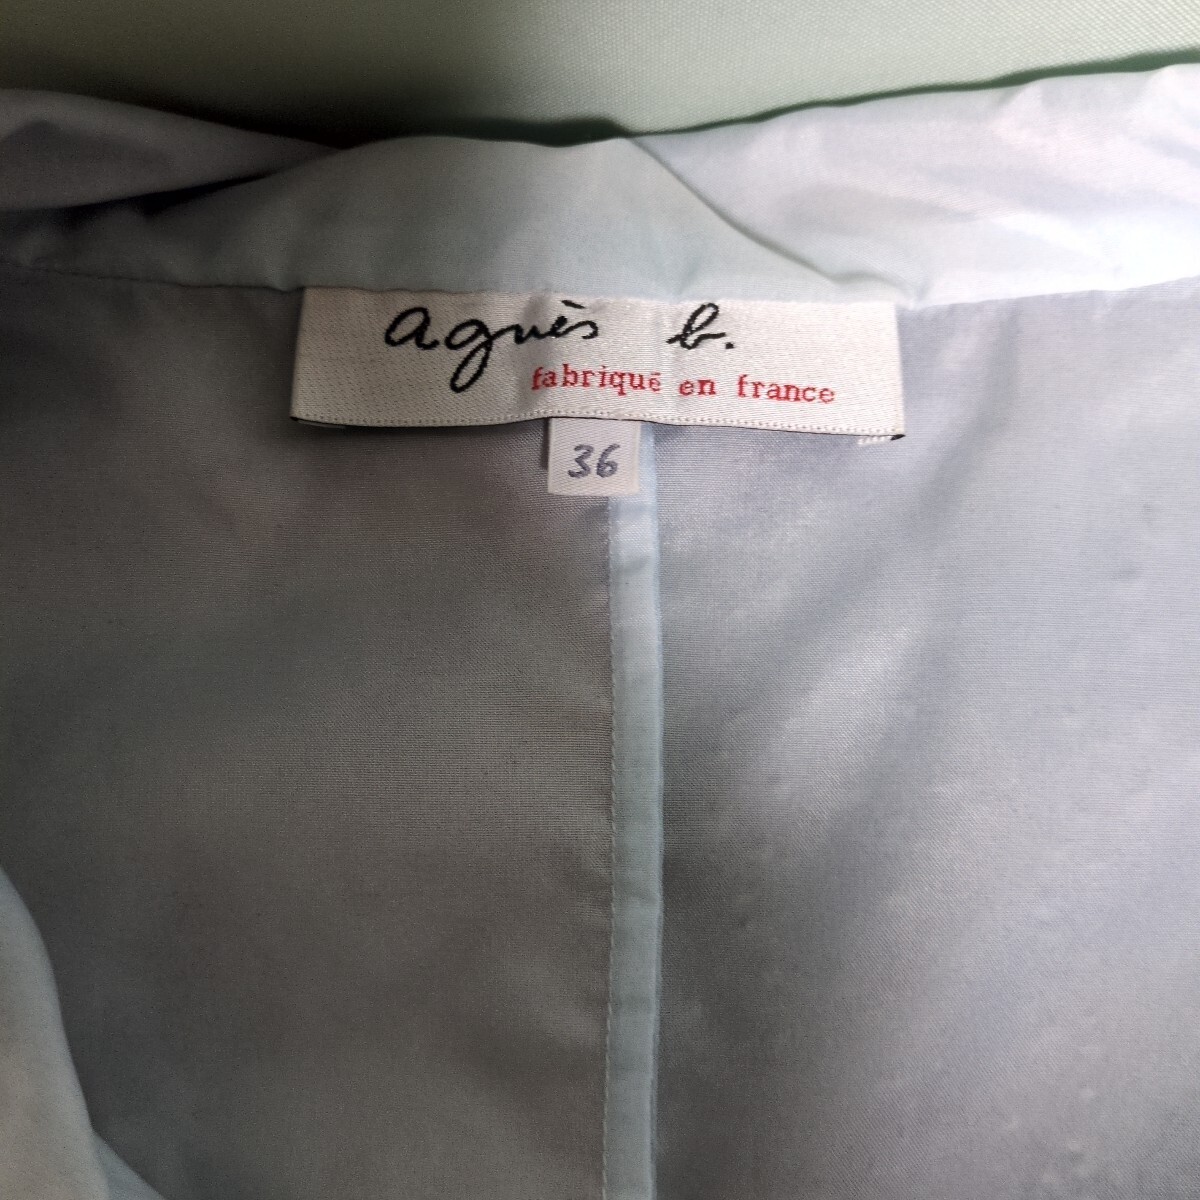 agnès b.
fabriqué en france
36